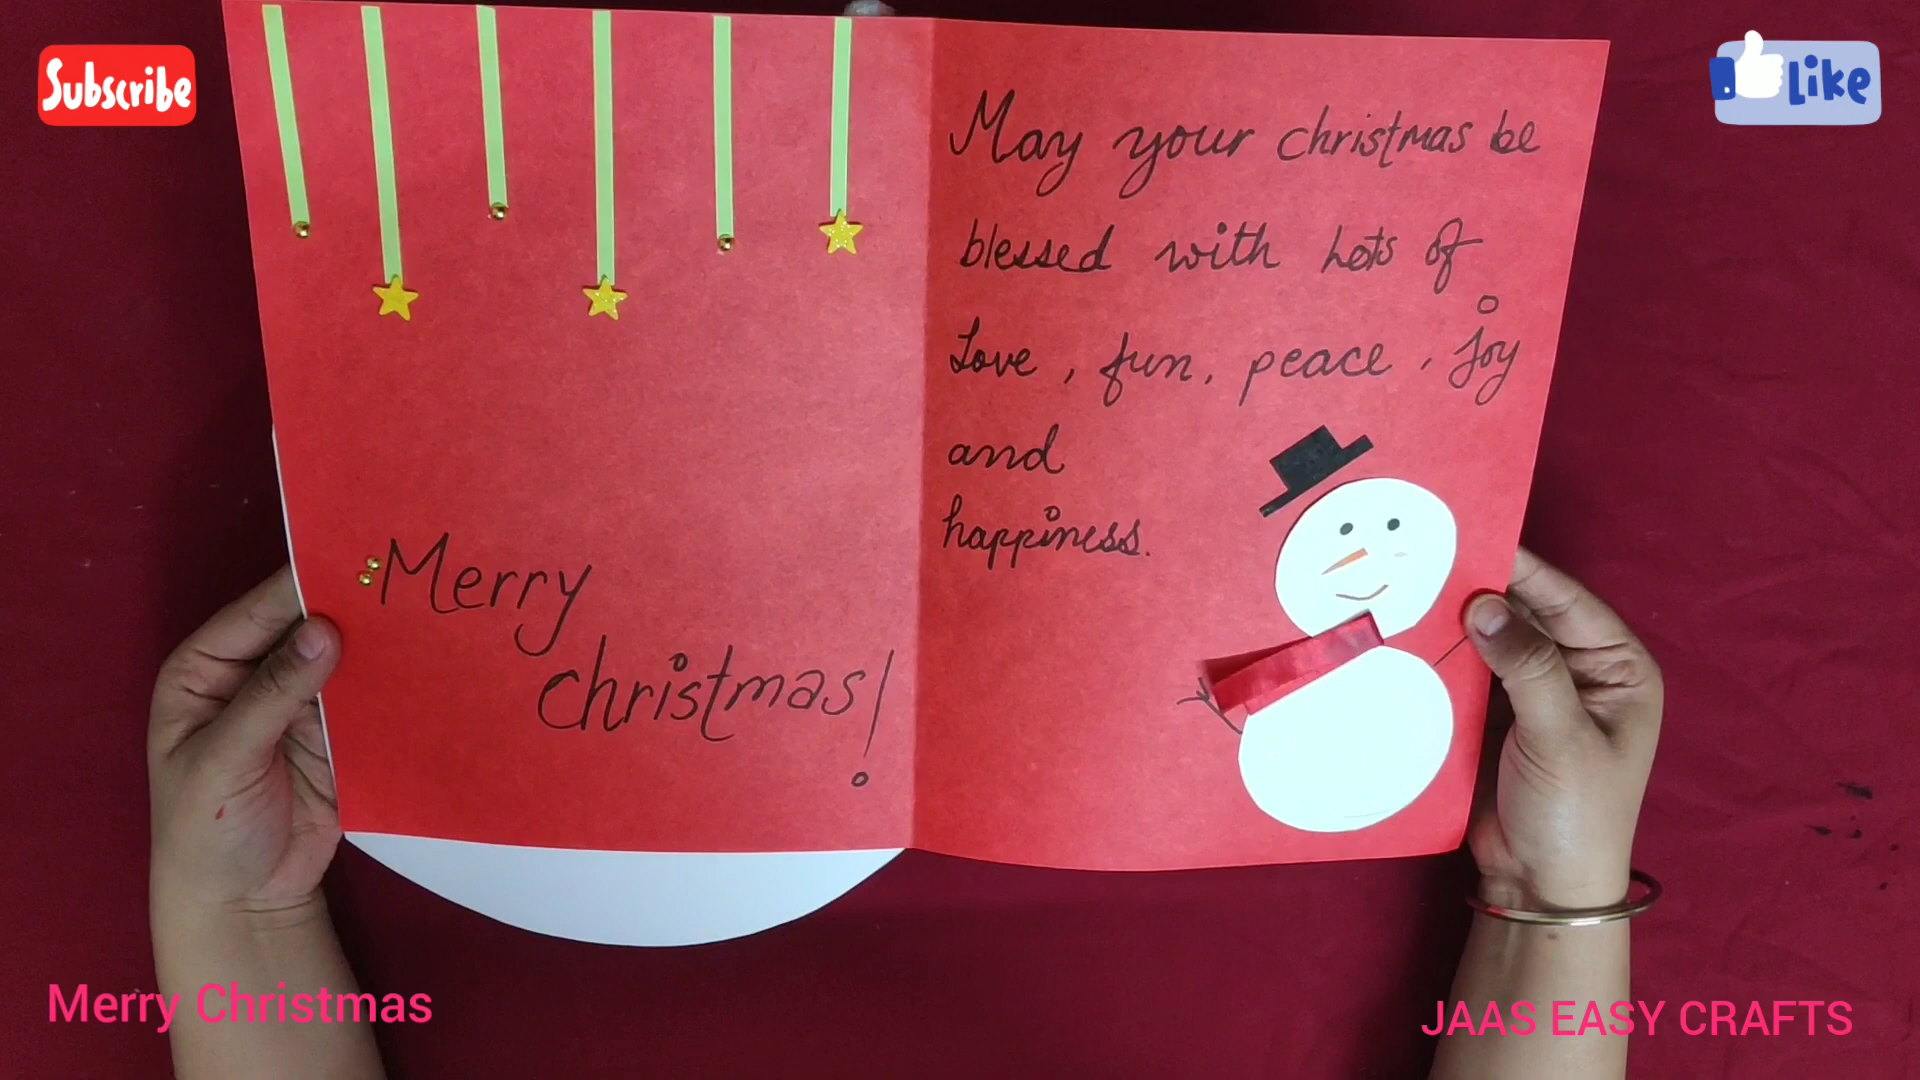 Subscribe
Like
May your christmas be
blessed with Lots of
Love, fun, peace, joy
and
happiness.
Merry
christmas!
Merry Christmas
JAAS EASY CRAFTS